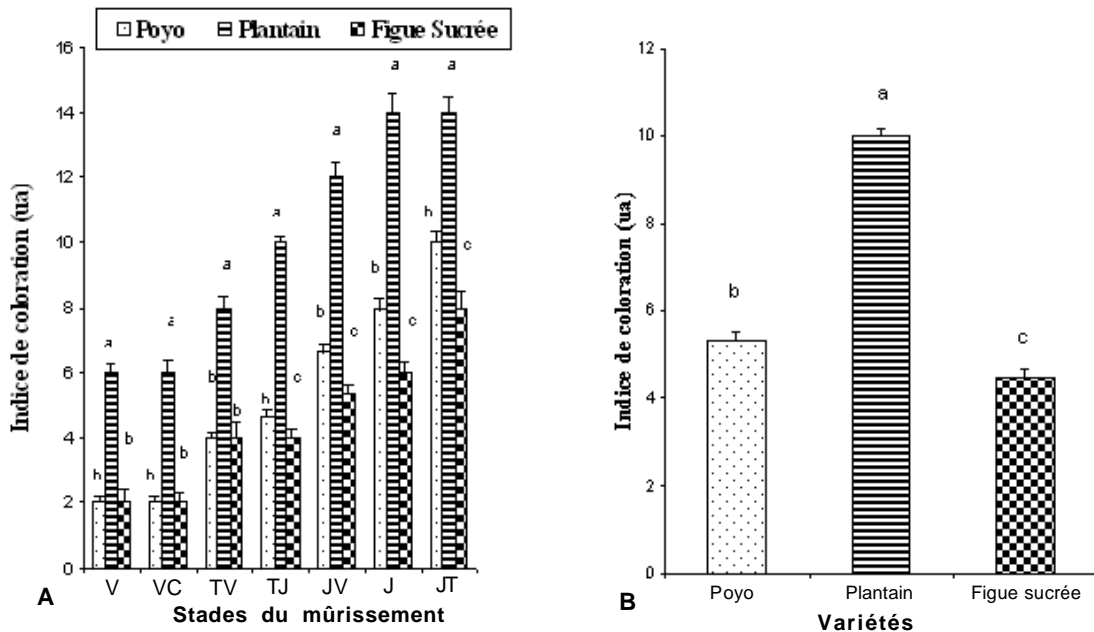 Poyo Plantain Figue Sucrée
Indice de coloration (ua)
16
14
12
10
8
6
4
2
0
a a a a a a a
h h b h b b h
b b b c c c c
V VC TV TJ JV J JT
A
Stades du mûrissement
Indice de coloration (ua)
12
10
8
6
4
2
0
b
a
c
Poyo Plantain Figue sucrée
B
Variétés